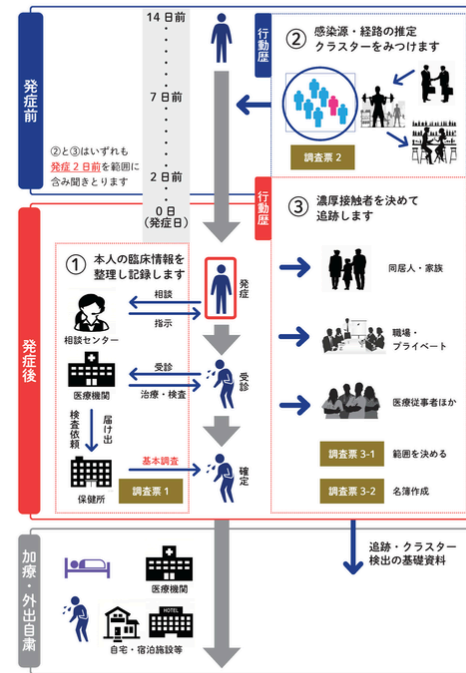 発症前
14日前
7日前
2日前
0日
(発症日)
②と③はいずれも
発症2日前を範囲に
含み聞きとります
行動歴
② 感染源・経路の推定
クラスターをみつけます
調査票2
発症後
① 本人の臨床情報を
整理し記録します
相談
指示
相談センター
発症
受診
治療・検査
医療機関
受診
検査依頼
届け出
基本調査
保健所
調査票1
確定
行動歴
③ 濃厚接触者を決めて
追跡します
同居人・家族
職場・
プライベート
医療従事者ほか
調査票3-1 範囲を決める
調査票3-2 名簿作成
追跡・クラスター
検出の基礎資料
加療・外出自粛
医療機関
HOTEL
自宅・宿泊施設等